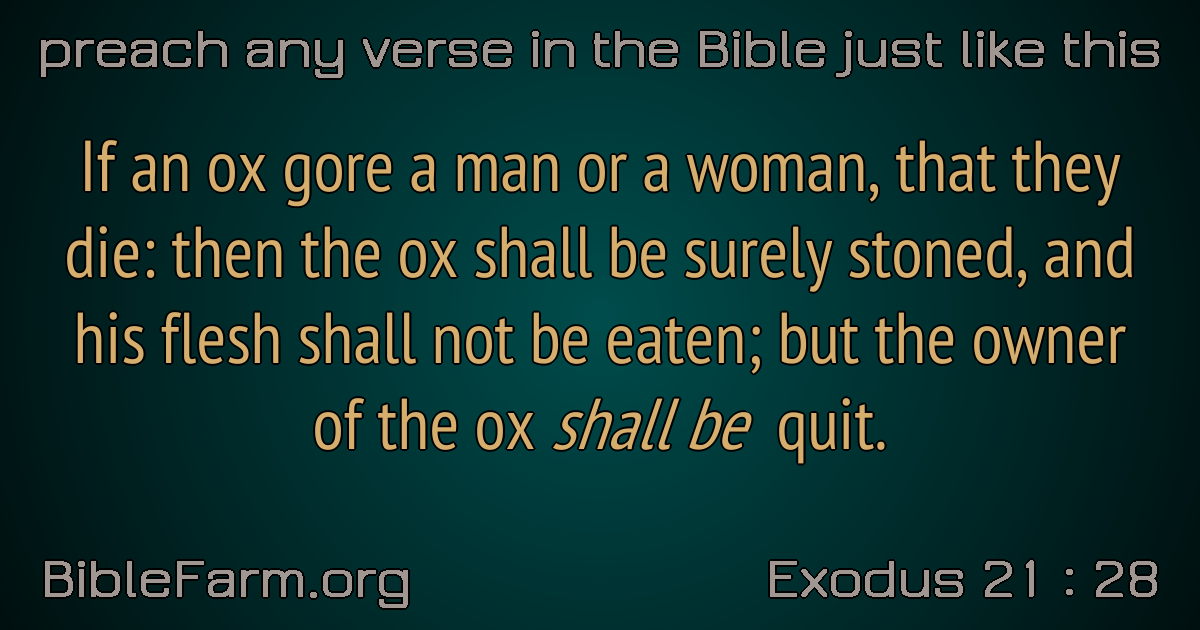 preach any verse in the Bible just like this
If an ox gore a man or a woman, that they
die: then the ox shall be surely stoned, and
his flesh shall not be eaten; but the owner
of the ox shall be quit.
BibleFarm.org
Exodus 21 : 28